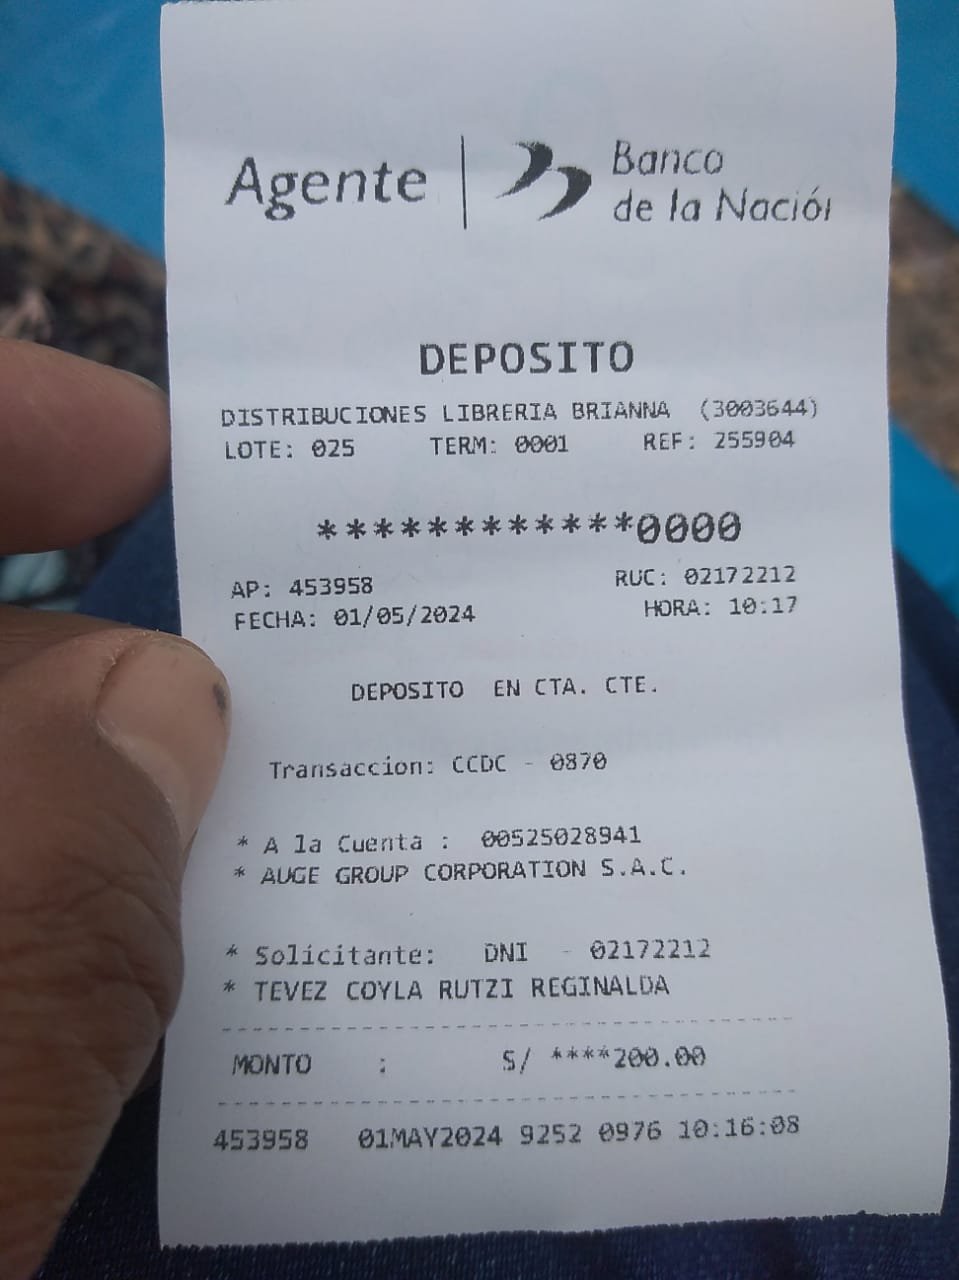 Agente Banco
de la Nación
DEPOSITO
DISTRIBUCIONES LIBRERIA BRIANNA (3003644)
LOTE: 025 TERM: 0001 REF: 255904
************0000
AP: 453958 RUC: 02172212
FECHA: 01/05/2024 HORA: 10:17
DEPOSITO EN CTA. CTE.
Transaccion: CCDC - 0870
* A la Cuenta : 00525028941
* AUGE GROUP CORPORATION S.A.C.
* Solicitante: DNI - 02172212
* TEVEZ COYLA RUTZI REGINALDA
MONTO : S/ ****200.00
453958 01MAY2024 9252 0976 10:16:08